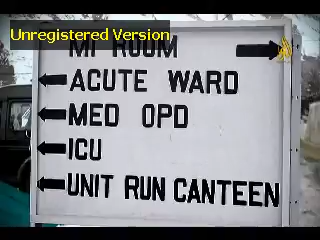 Unregistered Version
MI ROOM
ACUTE WARD
MED OPD
ICU
UNIT RUN CANTEEN